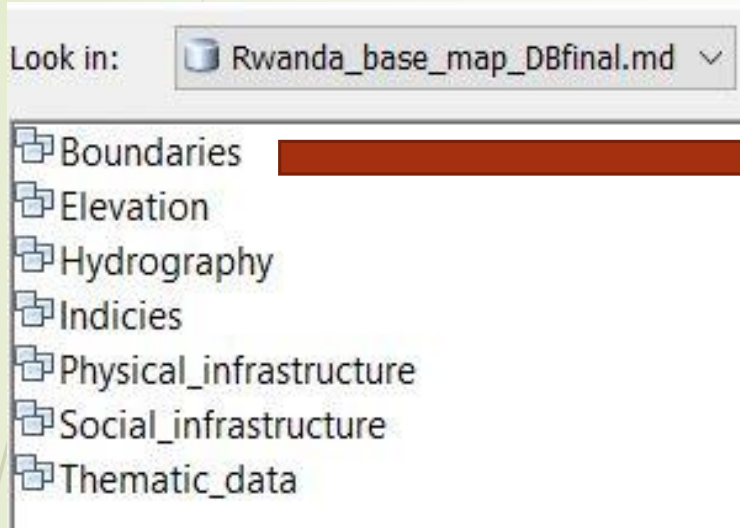 Look in: Rwanda_base_map_DBfinal.md
Boundaries
Elevation
Hydrography
Indicies
Physical_infrastructure
Social_infrastructure
Thematic_data